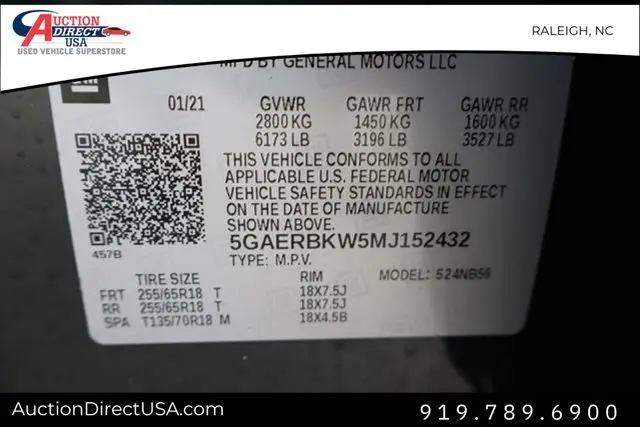 AUCTION
DIRECT
USA
USED VEHICLE SUPERSTORE
RALEIGH, NC
MFD BY GENERAL MOTORS LLC
01/21 GVWR GAWR FRT GAWR RR
2800 KG 1450 KG 1600 KG
6173 LB 3196 LB 3527 LB
THIS VEHICLE CONFORMS TO ALL
APPLICABLE U.S. FEDERAL MOTOR
VEHICLE SAFETY STANDARDS IN EFFECT
ON THE DATE OF MANUFACTURE
SHOWN ABOVE.
5GAERBKW5MJ152432
457B
TYPE: M.P.V.
TIRE SIZE RIM MODEL: 524NB56
FRT 255/65R18 T 18X7.5J
RR 255/65R18 T 18X7.5J
SPA T135/70R18 M 18X4.5B
AuctionDirectUSA.com
919.789.6900